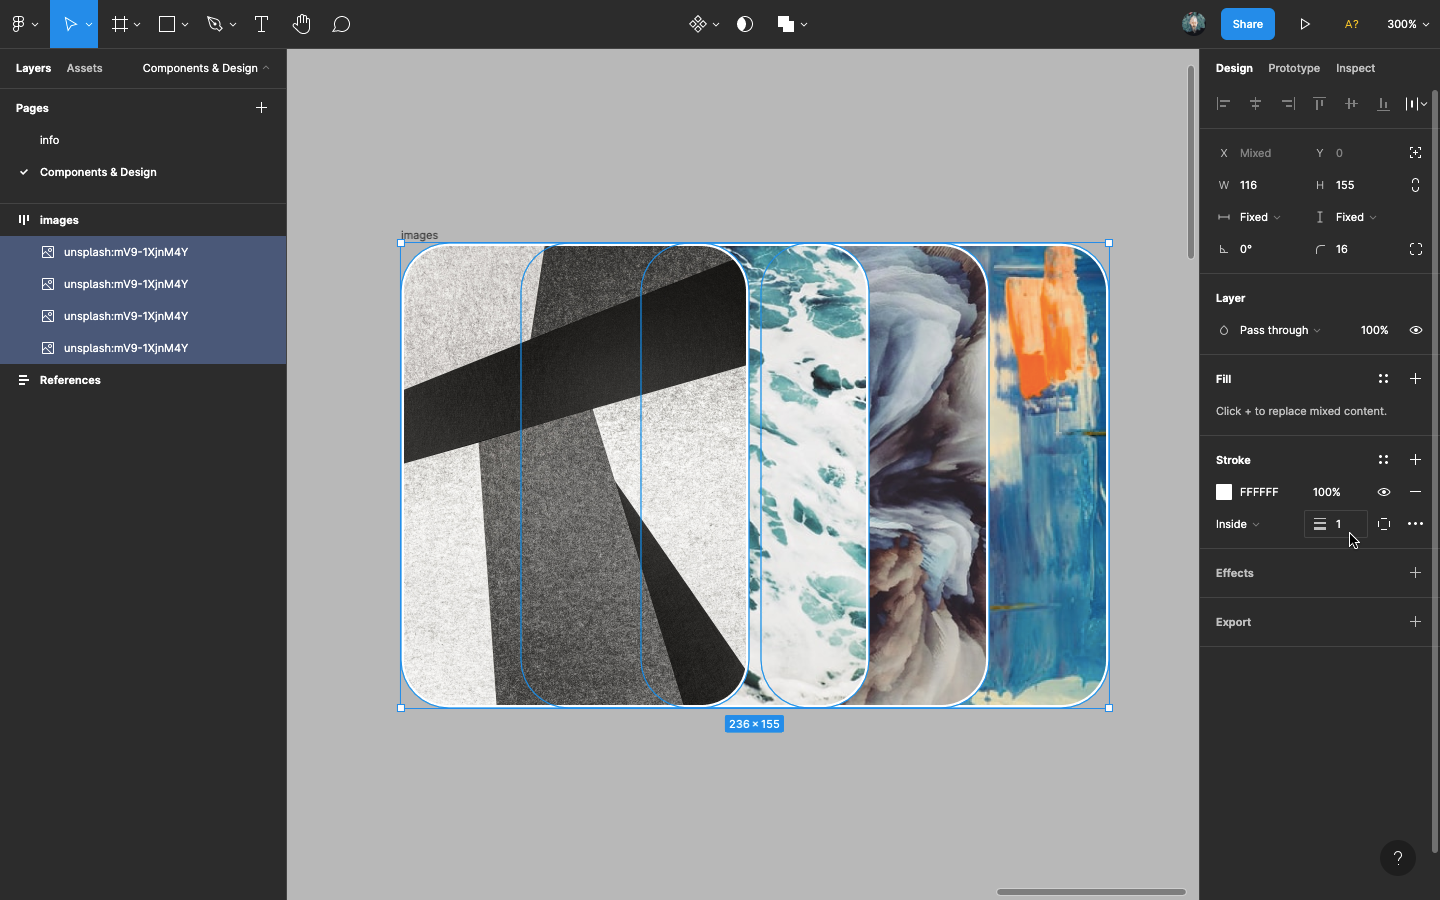 Share
A?
300%
Layers
Assets
Components & Design
Pages
info
Components & Design
images
unsplash:mV9-1XjnM4Y
unsplash:mV9-1XjnM4Y
unsplash:mV9-1XjnM4Y
unsplash:mV9-1XjnM4Y
References
images
236 × 155
Design
Prototype
Inspect
X Mixed Y 0
W 116 H 155
Fixed Fixed
0° 16
Layer
Pass through 100%
Fill
Click + to replace mixed content.
Stroke
FFFFFF 100%
Inside 1
Effects
Export
?